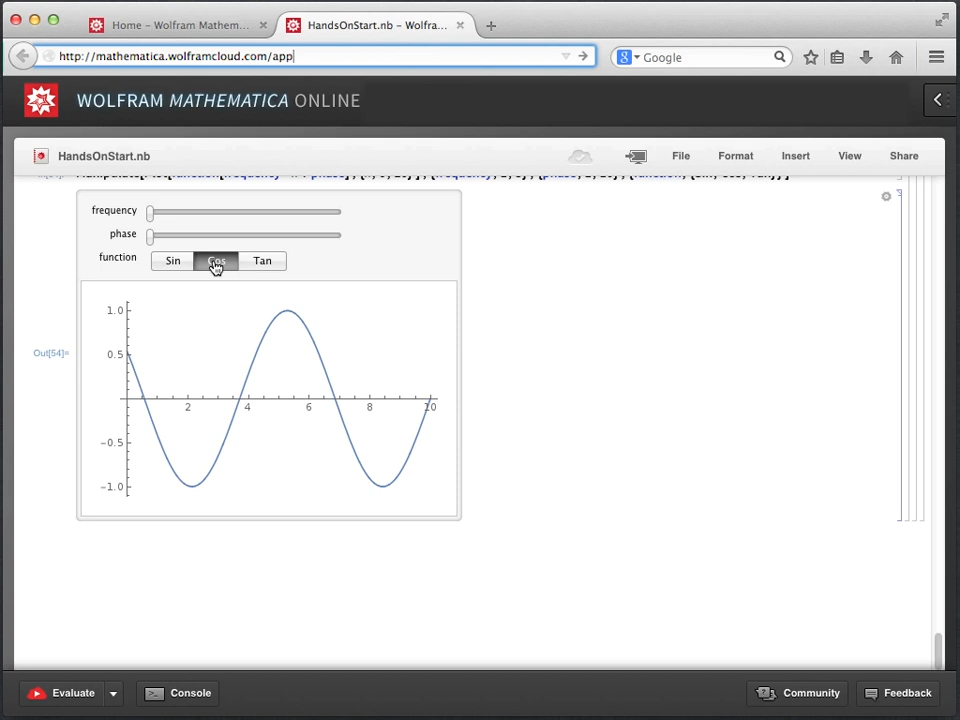 Home – Wolfram Mathem...
HandsOnStart.nb – Wolfra...
http://mathematica.wolframcloud.com/app
Google
WOLFRAM MATHEMATICA ONLINE
HandsOnStart.nb
File
Format
Insert
View
Share
frequency
phase
function
Sin
Cos
Tan
1.0
0.5
Out[54]=
2
4
6
8
10
−0.5
−1.0
Evaluate
Console
Community
Feedback